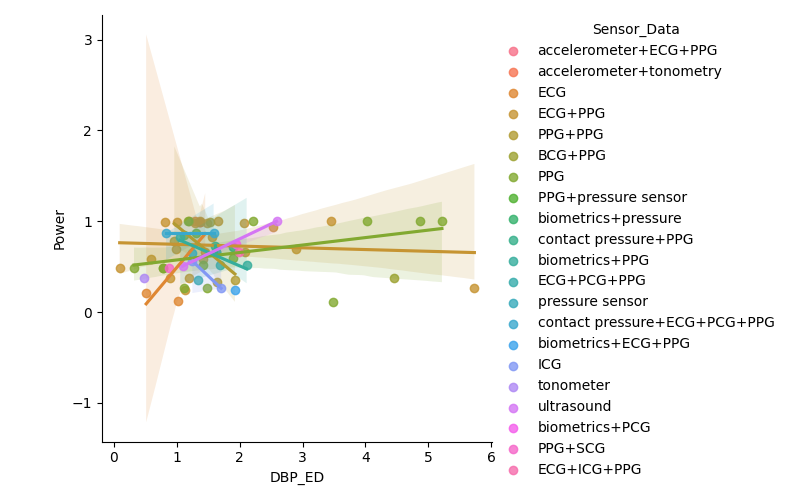 Sensor_Data
accelerometer+ECG+PPG
accelerometer+tonometry
ECG
ECG+PPG
PPG+PPG
BCG+PPG
PPG
PPG+pressure sensor
biometrics+pressure
contact pressure+PPG
biometrics+PPG
ECG+PCG+PPG
pressure sensor
contact pressure+ECG+PCG+PPG
biometrics+ECG+PPG
ICG
tonometer
ultrasound
biometrics+PCG
PPG+SCG
ECG+ICG+PPG
3
2
1
0
−1
Power
0 1 2 3 4 5 6
DBP_ED